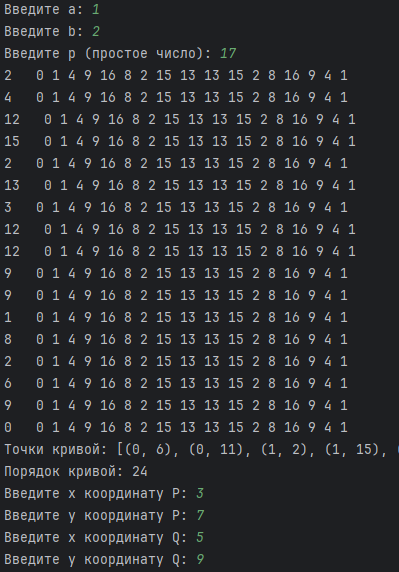 Введите a: 1
Введите b: 2
Введите p (простое число): 17
2   0 1 4 9 16 8 2 15 13 13 15 2 8 16 9 4 1
4   0 1 4 9 16 8 2 15 13 13 15 2 8 16 9 4 1
12   0 1 4 9 16 8 2 15 13 13 15 2 8 16 9 4 1
15   0 1 4 9 16 8 2 15 13 13 15 2 8 16 9 4 1
2   0 1 4 9 16 8 2 15 13 13 15 2 8 16 9 4 1
13   0 1 4 9 16 8 2 15 13 13 15 2 8 16 9 4 1
3   0 1 4 9 16 8 2 15 13 13 15 2 8 16 9 4 1
12   0 1 4 9 16 8 2 15 13 13 15 2 8 16 9 4 1
12   0 1 4 9 16 8 2 15 13 13 15 2 8 16 9 4 1
9   0 1 4 9 16 8 2 15 13 13 15 2 8 16 9 4 1
9   0 1 4 9 16 8 2 15 13 13 15 2 8 16 9 4 1
1   0 1 4 9 16 8 2 15 13 13 15 2 8 16 9 4 1
8   0 1 4 9 16 8 2 15 13 13 15 2 8 16 9 4 1
2   0 1 4 9 16 8 2 15 13 13 15 2 8 16 9 4 1
6   0 1 4 9 16 8 2 15 13 13 15 2 8 16 9 4 1
9   0 1 4 9 16 8 2 15 13 13 15 2 8 16 9 4 1
0   0 1 4 9 16 8 2 15 13 13 15 2 8 16 9 4 1
Точки кривой: [(0, 6), (0, 11), (1, 2), (1, 15), (
Порядок кривой: 24
Введите x координату P: 3
Введите y координату P: 7
Введите x координату Q: 5
Введите y координату Q: 9